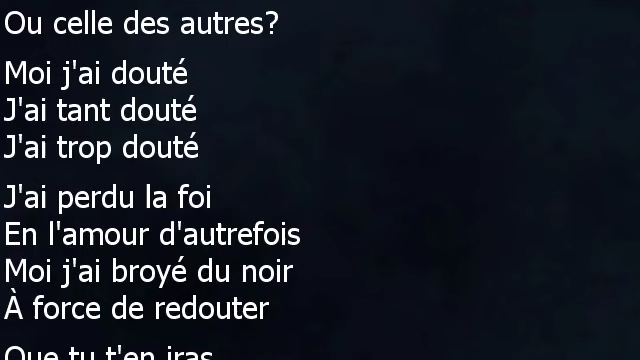 Ou celle des autres?
Moi j'ai douté
J'ai tant douté
J'ai trop douté
J'ai perdu la foi
En l'amour d'autrefois
Moi j'ai broyé du noir
À force de redouter
Que tu t'en iras